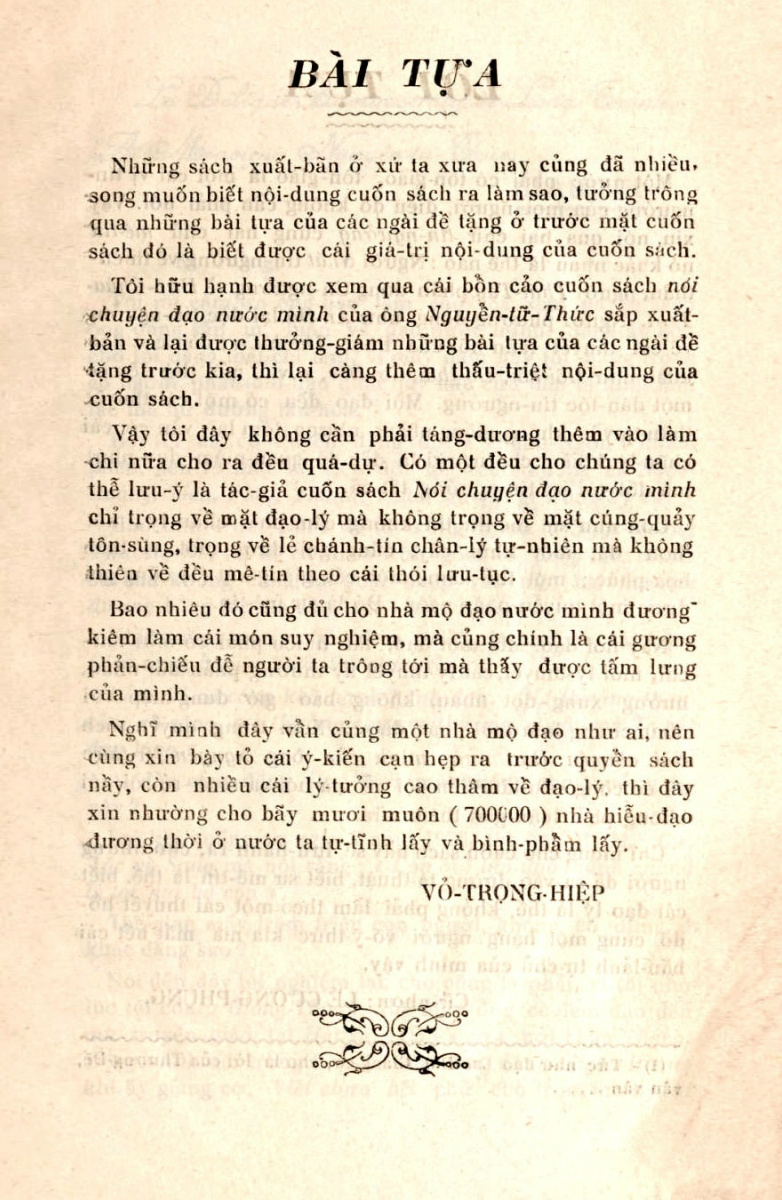 BÀI TỰA
Những sách xuất-bãn ở xứ ta xưa nay củng đã nhiều,
song muốn biết nội-dung cuốn sách ra làm sao, tưởng trông
qua những bài tựa của các ngài đề tặng ở trước mặt cuốn
sách đó là biết được cái giá-trị nội-dung của cuốn sách.
Tôi hữu hạnh được xem qua cái bổn cảo cuốn sách nói
chuyện đạo nước mình của ông Nguyễn-tữ-Thức sắp xuất-
bản và lại được thưởng-giám những bài tựa của các ngài đề
tặng trước kia, thì lại càng thêm thấu-triệt nội-dung của
cuốn sách.
Vậy tôi đây không cần phải táng-dương thêm vào làm
chi nữa cho ra đều quá-dự. Có một đều cho chúng ta có
thể lưu-ý là tác-giả cuốn sách Nói chuyện đạo nước mình
chỉ trọng về mặt đạo-lý mà không trọng về mặt cúng-quảy
tôn-sùng, trọng về lẻ chánh-tín chân-lý tự-nhiên mà không
thiên về đều mê-tín theo cái thói lưu-tục.
Bao nhiêu đó cũng đủ cho nhà mộ đạo nước mình đương
kiêm làm cái món suy nghiệm, mà củng chính là cái gương
phản-chiếu để người ta trông tới mà thấy được tấm lưng
của mình.
Nghĩ mình đây vẫn củng một nhà mộ đạo như ai, nên
cùng xin bày tỏ cái ý-kiến cạn hẹp ra trước quyển sách
nầy, còn nhiều cái lý-tưởng cao thâm về đạo-lý. thì đây
xin nhường cho bãy mươi muôn ( 700000 ) nhà hiếu-đạo
đương thời ở nước ta tự-tĩnh lấy và bình-phẩm lấy.
VỎ-TRỌNG-HIỆP